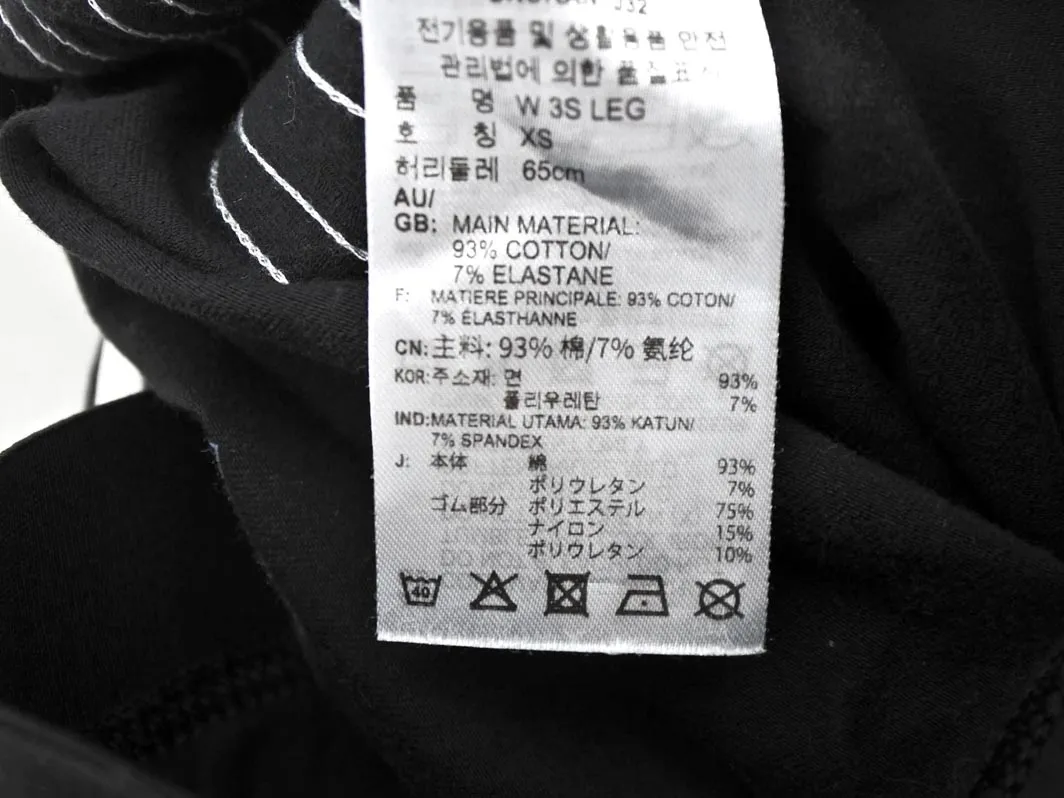 J32
전기용품 및 생활용품 안전
관리법에 의한 품질표시
품 명 W 3S LEG
호 칭 XS
허리둘레 65cm
AU/
GB: MAIN MATERIAL:
93% COTTON/
7% ELASTANE
F: MATIERE PRINCIPALE: 93% COTON/
7% ÉLASTHANNE
CN: 主料: 93% 棉/7% 氨纶
KOR: 주소재: 면 93%
폴리우레탄 7%
IND: MATERIAL UTAMA: 93% KATUN/
7% SPANDEX
J: 本体 綿 93%
ポリウレタン 7%
ゴム部分 ポリエステル 75%
ナイロン 15%
ポリウレタン 10%
40